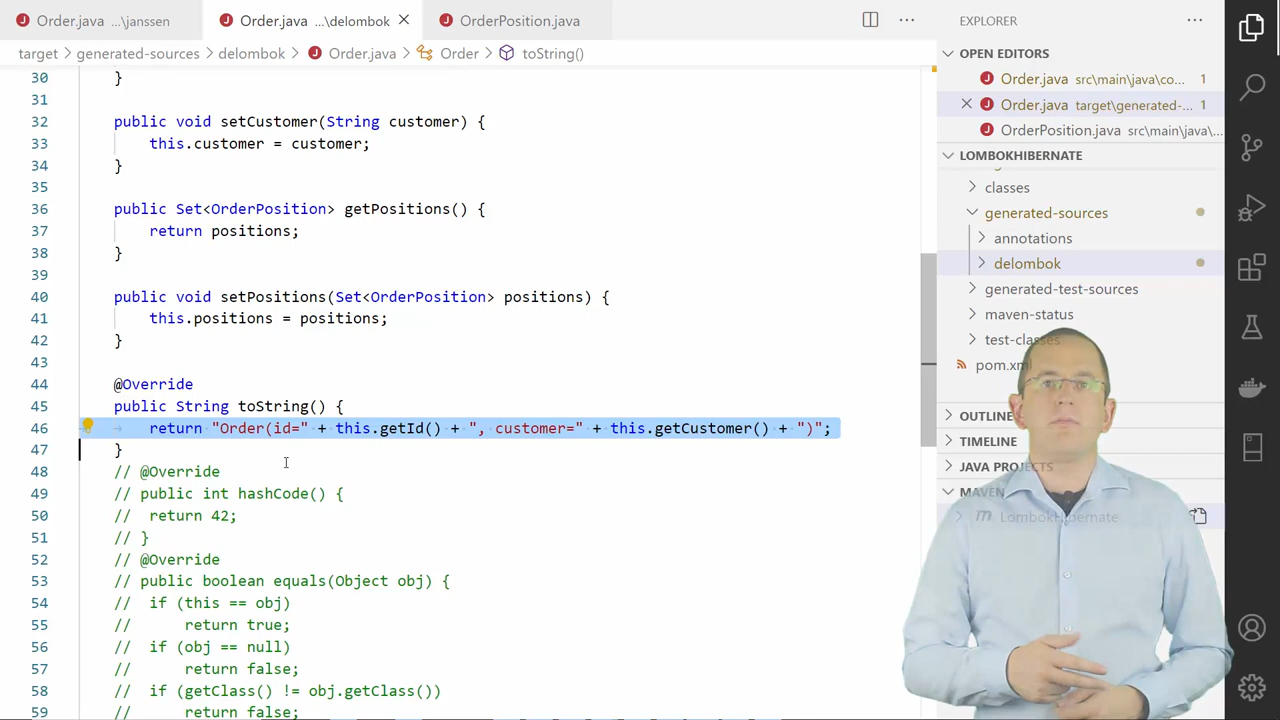 Order.java ...\janssen
Order.java ...\delombok
OrderPosition.java
target > generated-sources > delombok > Order.java > Order > toString()
30 }
31
32 public void setCustomer(String customer) {
33 this.customer = customer;
34 }
35
36 public Set<OrderPosition> getPositions() {
37 return positions;
38 }
39
40 public void setPositions(Set<OrderPosition> positions) {
41 this.positions = positions;
42 }
43
44 @Override
45 public String toString() {
46 return "Order(id=" + this.getId() + ", customer=" + this.getCustomer() + ")";
47 }
48 // @Override
49 // public int hashCode() {
50 // return 42;
51 // }
52 // @Override
53 // public boolean equals(Object obj) {
54 // if (this == obj)
55 // return true;
56 // if (obj == null)
57 // return false;
58 // if (getClass() != obj.getClass())
59 // return false;
EXPLORER
OPEN EDITORS
Order.java src\main\java\co... 1
Order.java target\generated-... 1
OrderPosition.java src\main\java\...
LOMBOKHIBERNATE
classes
generated-sources
annotations
delombok
generated-test-sources
maven-status
test-classes
pom.xml
OUTLINE
TIMELINE
JAVA PROJECTS
MAVEN
LombokHibernate